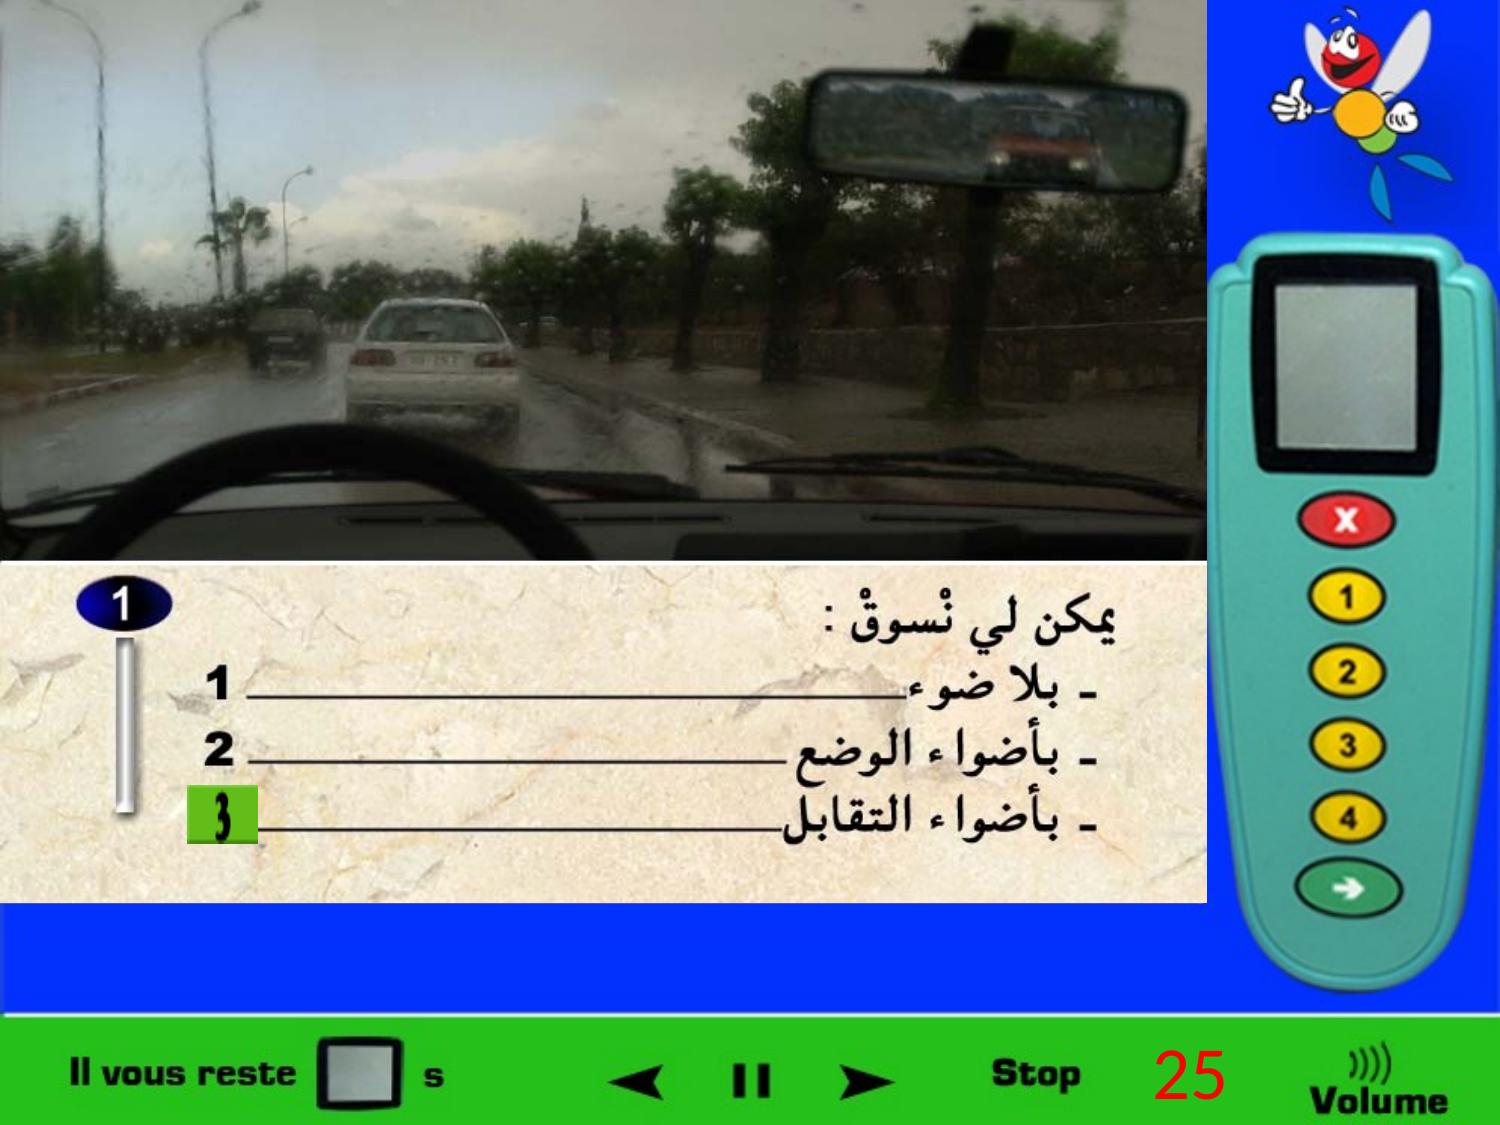 1
يمكن لي نْسوقْ :
ـ بلا ضوء 1
ـ بأضواء الوضع 2
ـ بأضواء التقابل 3
X
1
2
3
4
Il vous reste s
Stop
25
Volume